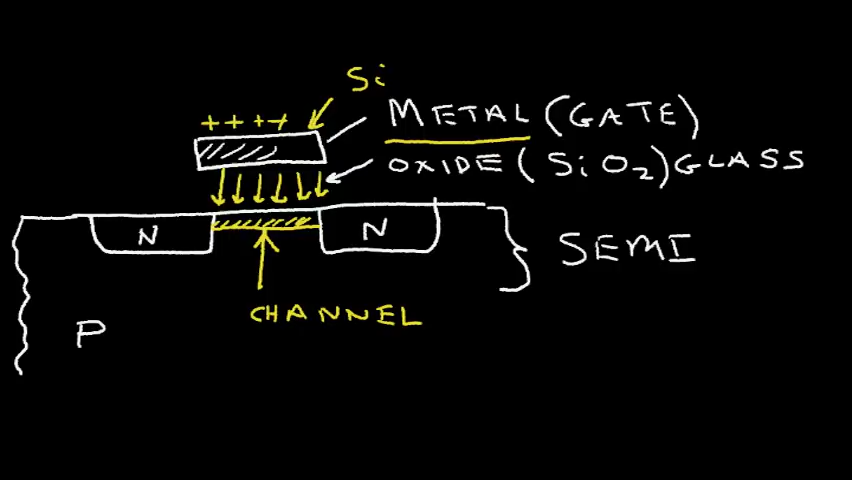 Si
++++
METAL (GATE)
OXIDE (SiO2) GLASS
N
N
SEMI
CHANNEL
P